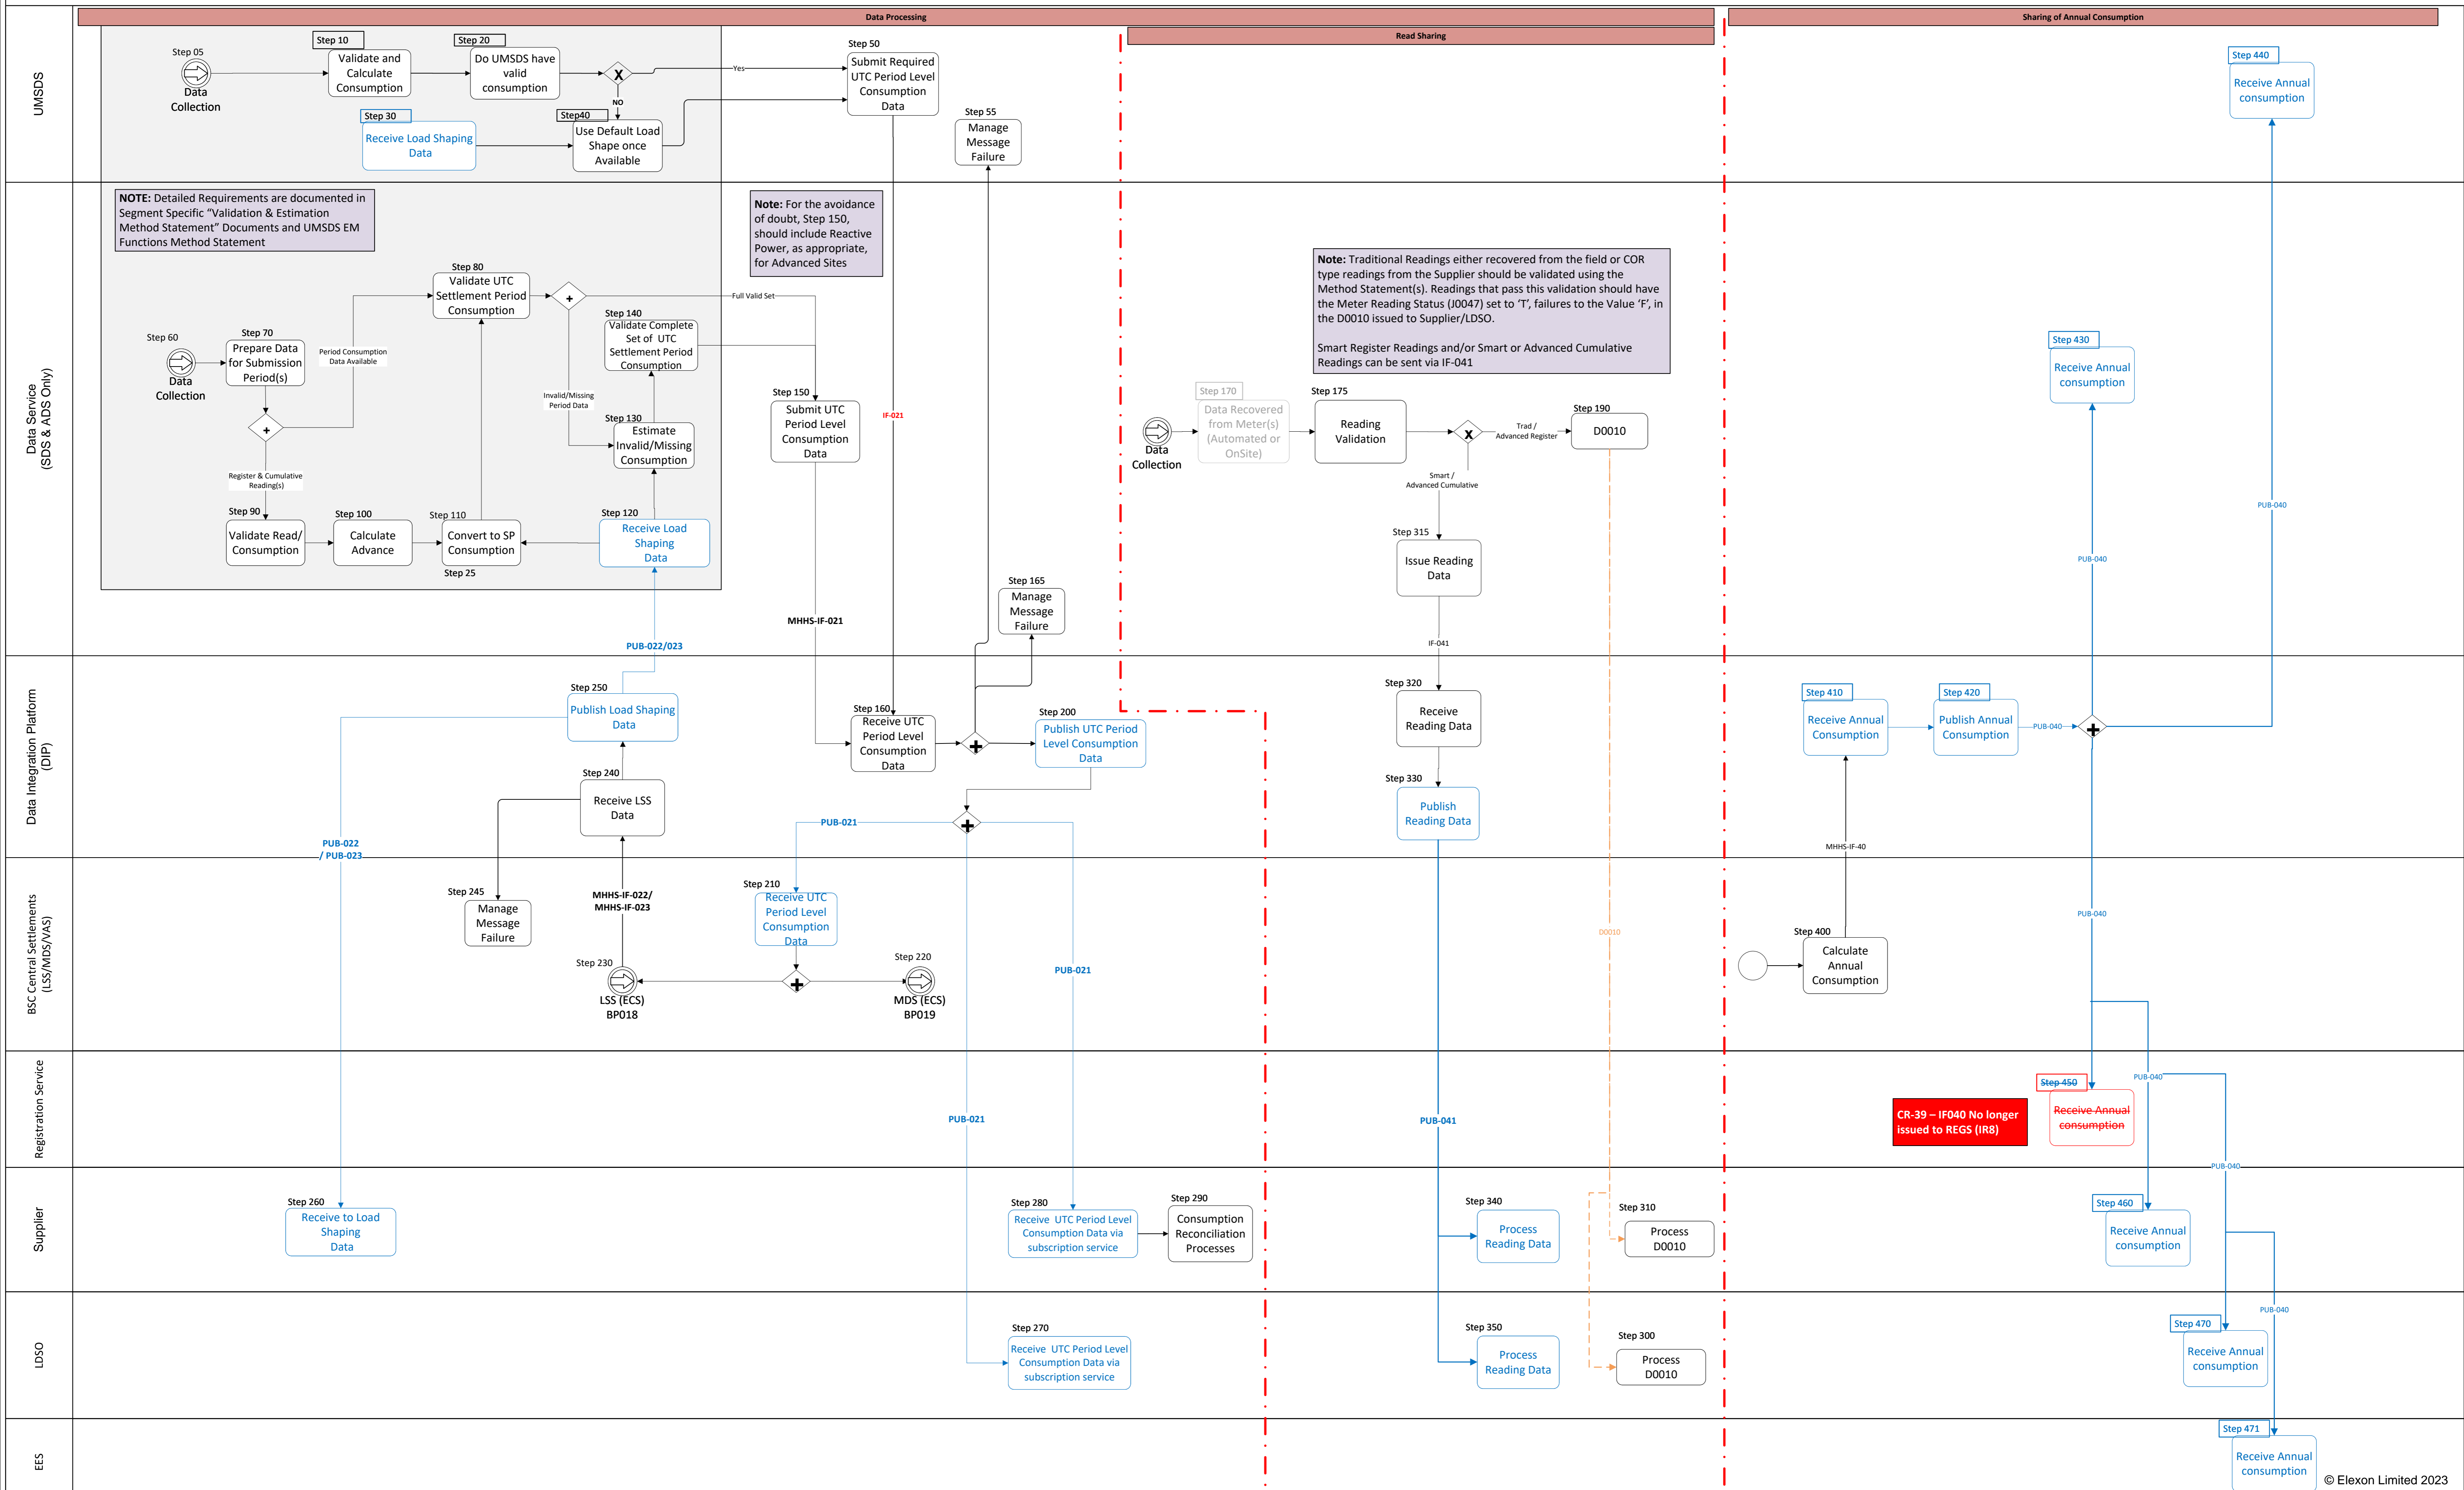 Data Processing
Sharing of Annual Consumption
Read Sharing
UMSDS
Step 05
Data
Collection
Step 10
Validate and
Calculate
Consumption
Step 20
Do UMSDS have
valid
consumption
X
Yes
NO
Step 30
Receive Load Shaping
Data
Step40
Use Default Load
Shape once
Available
Step 50
Submit Required
UTC Period Level
Consumption
Data
Step 55
Manage
Message
Failure
Step 440
Receive Annual
consumption
Data Service
(SDS & ADS Only)
NOTE: Detailed Requirements are documented in
Segment Specific “Validation & Estimation
Method Statement” Documents and UMSDS EM
Functions Method Statement
Note: For the avoidance
of doubt, Step 150,
should include Reactive
Power, as appropriate,
for Advanced Sites
Note: Traditional Readings either recovered from the field or COR
type readings from the Supplier should be validated using the
Method Statement(s). Readings that pass this validation should have
the Meter Reading Status (J0047) set to ‘T’, failures to the Value ‘F’, in
the D0010 issued to Supplier/LDSO.
Smart Register Readings and/or Smart or Advanced Cumulative
Readings can be sent via IF-041
Step 60
Data
Collection
Step 70
Prepare Data
for Submission
Period(s)
Period Consumption
Data Available
Register & Cumulative
Reading(s)
Step 80
Validate UTC
Settlement Period
Consumption
Full Valid Set
Invalid/Missing
Period Data
Step 140
Validate Complete
Set of UTC
Settlement Period
Consumption
Step 130
Estimate
Invalid/Missing
Consumption
Step 90
Validate Read/
Consumption
Step 100
Calculate
Advance
Step 110
Convert to SP
Consumption
Step 25
Step 120
Receive Load
Shaping
Data
PUB-022/023
Step 150
Submit UTC
Period Level
Consumption
Data
IF-021
MHHS-IF-021
Step 165
Manage
Message
Failure
Data
Collection
Step 170
Data Recovered
from Meter(s)
(Automated or
OnSite)
Step 175
Reading
Validation
X
Trad /
Advanced Register
Step 190
D0010
Smart /
Advanced Cumulative
Step 315
Issue Reading
Data
IF-041
Step 430
Receive Annual
consumption
PUB-040
PUB-040
Data Integration Platform
(DIP)
Step 250
Publish Load Shaping
Data
Step 240
Receive LSS
Data
Step 160
Receive UTC
Period Level
Consumption
Data
Step 200
Publish UTC Period
Level Consumption
Data
PUB-021
PUB-022
/ PUB-023
Step 320
Receive
Reading Data
Step 330
Publish
Reading Data
Step 410
Receive Annual
Consumption
Step 420
Publish Annual
Consumption
PUB-040
MHHS-IF-40
BSC Central Settlements
(LSS/MDS/VAS)
Step 245
Manage
Message
Failure
MHHS-IF-022/
MHHS-IF-023
Step 210
Receive UTC
Period Level
Consumption
Data
Step 230
LSS (ECS)
BP018
Step 220
MDS (ECS)
BP019
PUB-021
D0010
Step 400
Calculate
Annual
Consumption
PUB-040
Registration Service
PUB-021
PUB-041
CR-39 – IF040 No longer
issued to REGS (IR8)
Step 450
Receive Annual
consumption
PUB-040
PUB-040
Supplier
Step 260
Receive to Load
Shaping
Data
Step 280
Receive UTC Period Level
Consumption Data via
subscription service
Step 290
Consumption
Reconciliation
Processes
Step 340
Process
Reading Data
Step 310
Process
D0010
Step 460
Receive Annual
consumption
LDSO
Step 270
Receive UTC Period Level
Consumption Data via
subscription service
Step 350
Process
Reading Data
Step 300
Process
D0010
PUB-040
Step 470
Receive Annual
consumption
EES
Step 471
Receive Annual
consumption
© Elexon Limited 2023